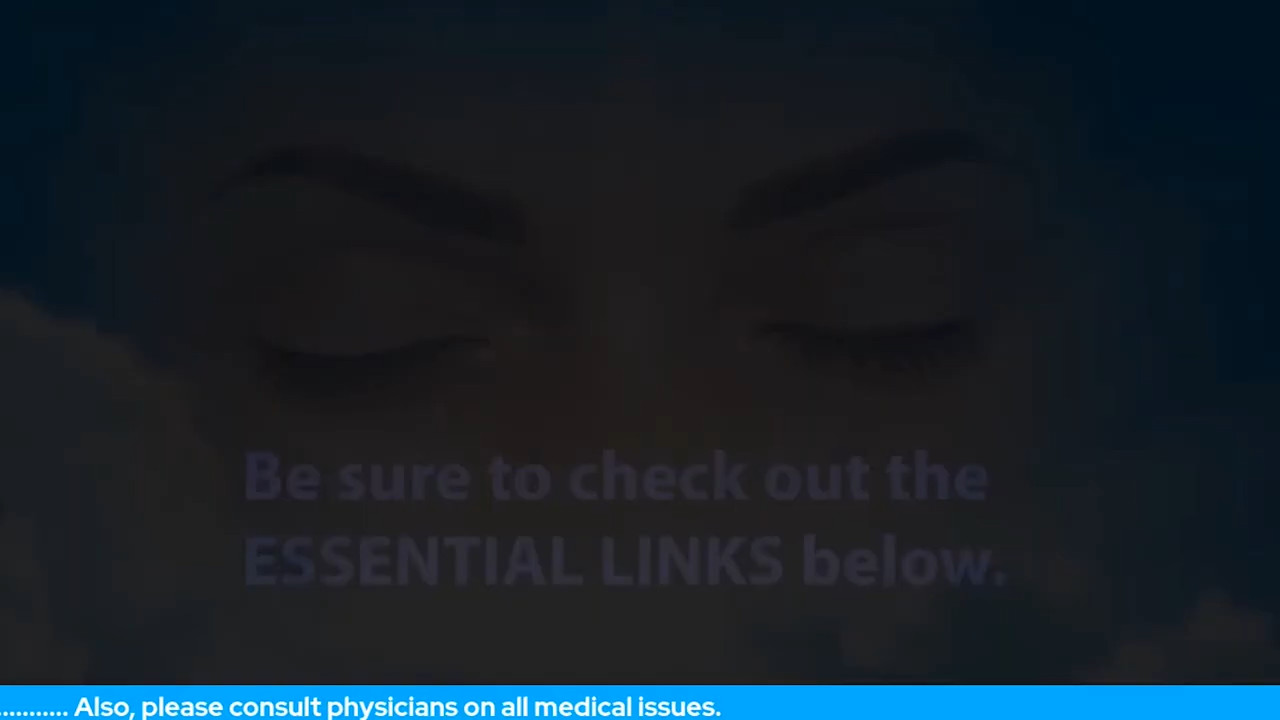 Be sure to check out the
ESSENTIAL LINKS below.
........... Also, please consult physicians on all medical issues.